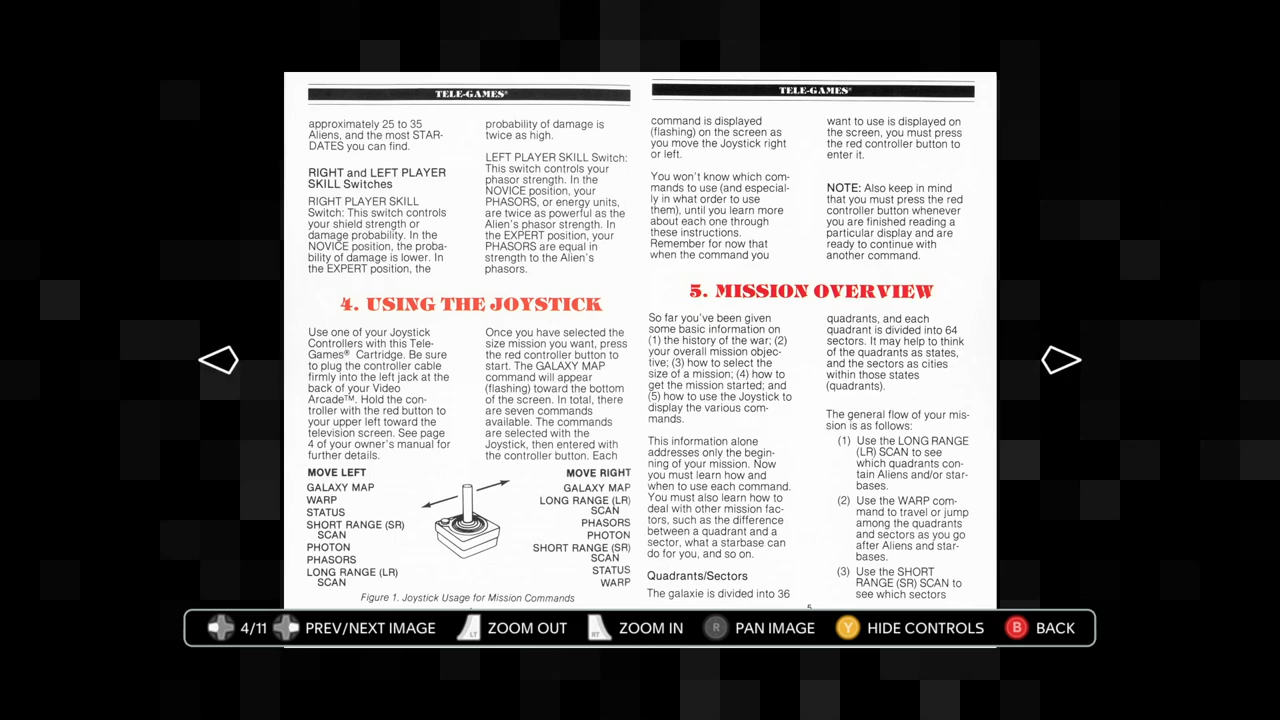 TELE-GAMES®
approximately 25 to 35
Aliens, and the most STAR-
DATES you can find.
RIGHT and LEFT PLAYER
SKILL Switches
RIGHT PLAYER SKILL
Switch: This switch controls
your shield strength or
damage probability. In the
NOVICE position, the proba-
bility of damage is lower. In
the EXPERT position, the
probability of damage is
twice as high.
LEFT PLAYER SKILL Switch:
This switch controls your
phasor strength. In the
NOVICE position, your
PHASORS, or energy units,
are twice as powerful as the
Alien's phasor strength. In
the EXPERT position, your
PHASORS are equal in
strength to the Alien's
phasors.
4. USING THE JOYSTICK
Use one of your Joystick
Controllers with this Tele-
Games® Cartridge. Be sure
to plug the controller cable
firmly into the left jack at the
back of your Video
Arcade™. Hold the con-
troller with the red button to
your upper left toward the
television screen. See page
4 of your owner's manual for
further details.
Once you have selected the
size mission you want, press
the red controller button to
start. The GALAXY MAP
command will appear
(flashing) toward the bottom
of the screen. In total, there
are seven commands
available. The commands
are selected with the
Joystick, then entered with
the controller button. Each
MOVE LEFT
GALAXY MAP
WARP
STATUS
SHORT RANGE (SR)
SCAN
PHOTON
PHASORS
LONG RANGE (LR)
SCAN
MOVE RIGHT
GALAXY MAP
LONG RANGE (LR)
SCAN
PHASORS
PHOTON
SHORT RANGE (SR)
SCAN
STATUS
WARP
Figure 1. Joystick Usage for Mission Commands
TELE-GAMES®
command is displayed
(flashing) on the screen as
you move the Joystick right
or left.
You won't know which com-
mands to use (and especial-
ly in what order to use
them), until you learn more
about each one through
these instructions.
Remember for now that
when the command you
want to use is displayed on
the screen, you must press
the red controller button to
enter it.
NOTE: Also keep in mind
that you must press the red
controller button whenever
you are finished reading a
particular display and are
ready to continue with
another command.
5. MISSION OVERVIEW
So far you've been given
some basic information on
(1) the history of the war; (2)
your overall mission objec-
tive; (3) how to select the
size of a mission; (4) how to
get the mission started; and
(5) how to use the Joystick to
display the various com-
mands.
This information alone
addresses only the begin-
ning of your mission. Now
you must learn how and
when to use each command.
You must also learn how to
deal with other mission fac-
tors, such as the difference
between a quadrant and a
sector, what a starbase can
do for you, and so on.
Quadrants/Sectors
The galaxie is divided into 36
quadrants, and each
quadrant is divided into 64
sectors. It may help to think
of the quadrants as states,
and the sectors as cities
within those states
(quadrants).
The general flow of your mis-
sion is as follows:
(1) Use the LONG RANGE
(LR) SCAN to see
which quadrants con-
tain Aliens and/or star-
bases.
(2) Use the WARP com-
mand to travel or jump
among the quadrants
and sectors as you go
after Aliens and star-
bases.
(3) Use the SHORT
RANGE (SR) SCAN to
see which sectors
4/11 PREV/NEXT IMAGE LT ZOOM OUT RT ZOOM IN R PAN IMAGE Y HIDE CONTROLS B BACK